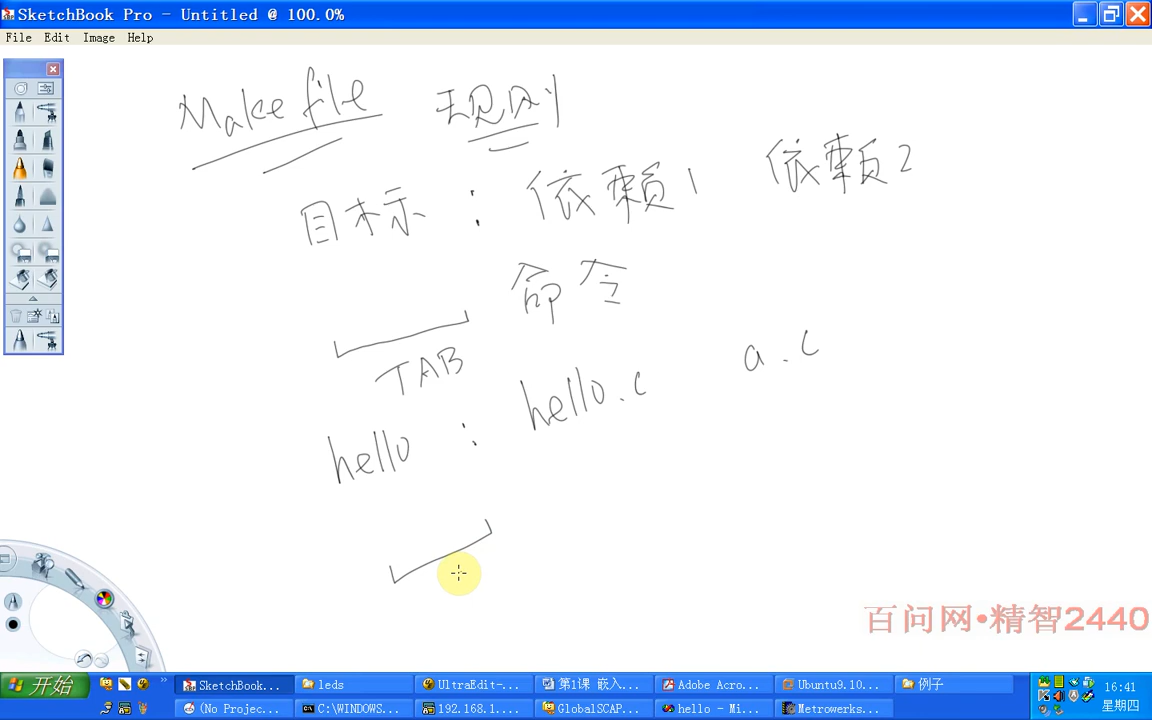 SketchBook Pro - Untitled @ 100.0%
File Edit Image Help
Makefile 规则
目标 : 依赖1 依赖2
命令
TAB
hello : hello.c a.c
百问网•精智2440
开始 SketchBook... leds UltraEdit-... 第1课 嵌入... Adobe Acro... Ubuntu9.10... 例子 16:41
(No Projec... C:\WINDOWS... 192.168.1.... GlobalSCAP... hello - Mi... Metrowerks... 星期四